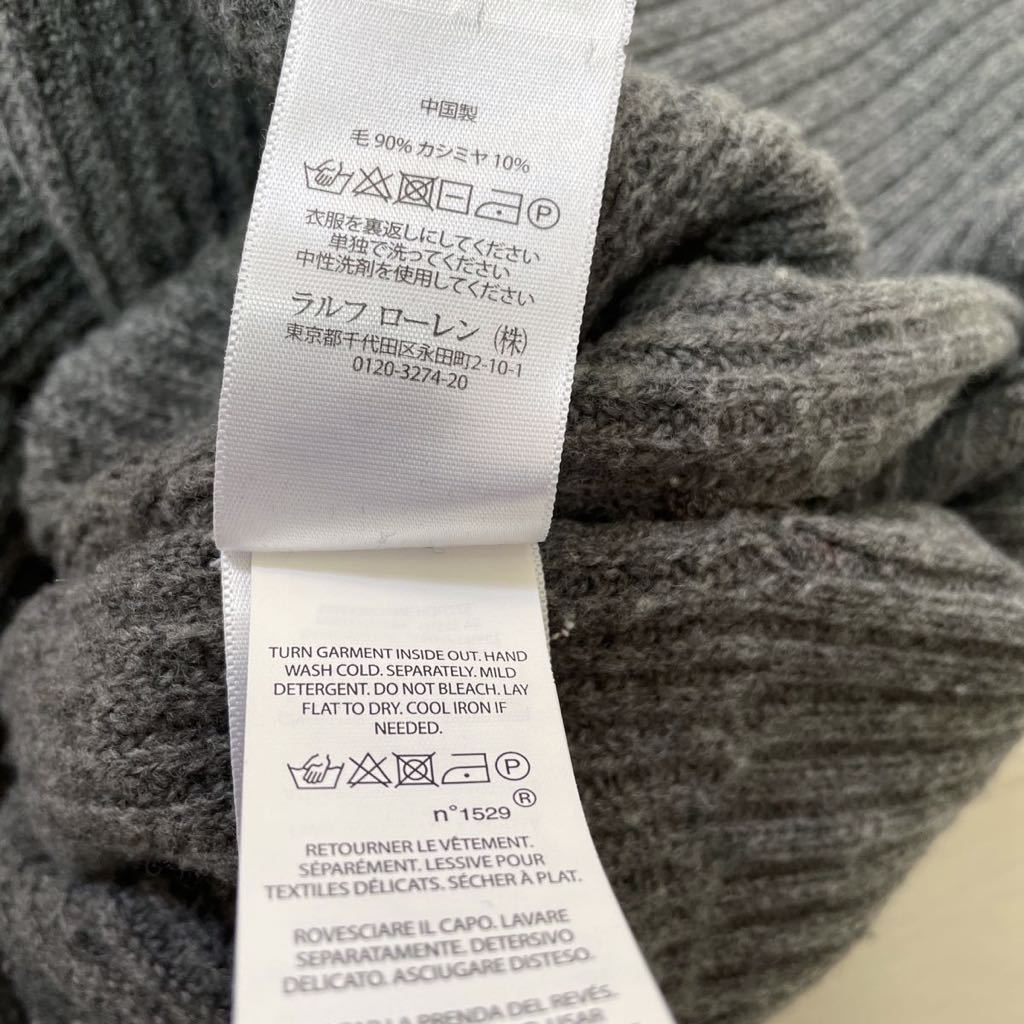 中国製
毛 90% カシミヤ 10%
P
衣服を裏返しにしてください
単独で洗ってください
中性洗剤を使用してください
ラルフ ローレン (株)
東京都千代田区永田町2-10-1
0120-3274-20
TURN GARMENT INSIDE OUT. HAND
WASH COLD. SEPARATELY. MILD
DETERGENT. DO NOT BLEACH. LAY
FLAT TO DRY. COOL IRON IF
NEEDED.
P
n°1529®
RETOURNER LE VÊTEMENT.
SÉPARÉMENT. LESSIVE POUR
TEXTILES DÉLICATS. SÉCHER À PLAT.
ROVESCIARE IL CAPO. LAVARE
SEPARATAMENTE. DETERSIVO
DELICATO. ASCIUGARE DISTESO.
LA PRENDA DEL REVÉS.
USAR